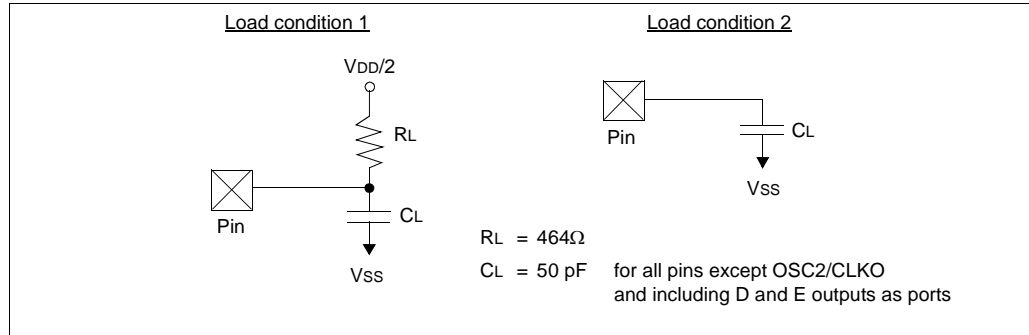 Load condition 1
VDD/2
RL
Pin
CL
VSS
Load condition 2
Pin
CL
VSS
RL = 464Ω
CL = 50 pF for all pins except OSC2/CLKO
and including D and E outputs as ports